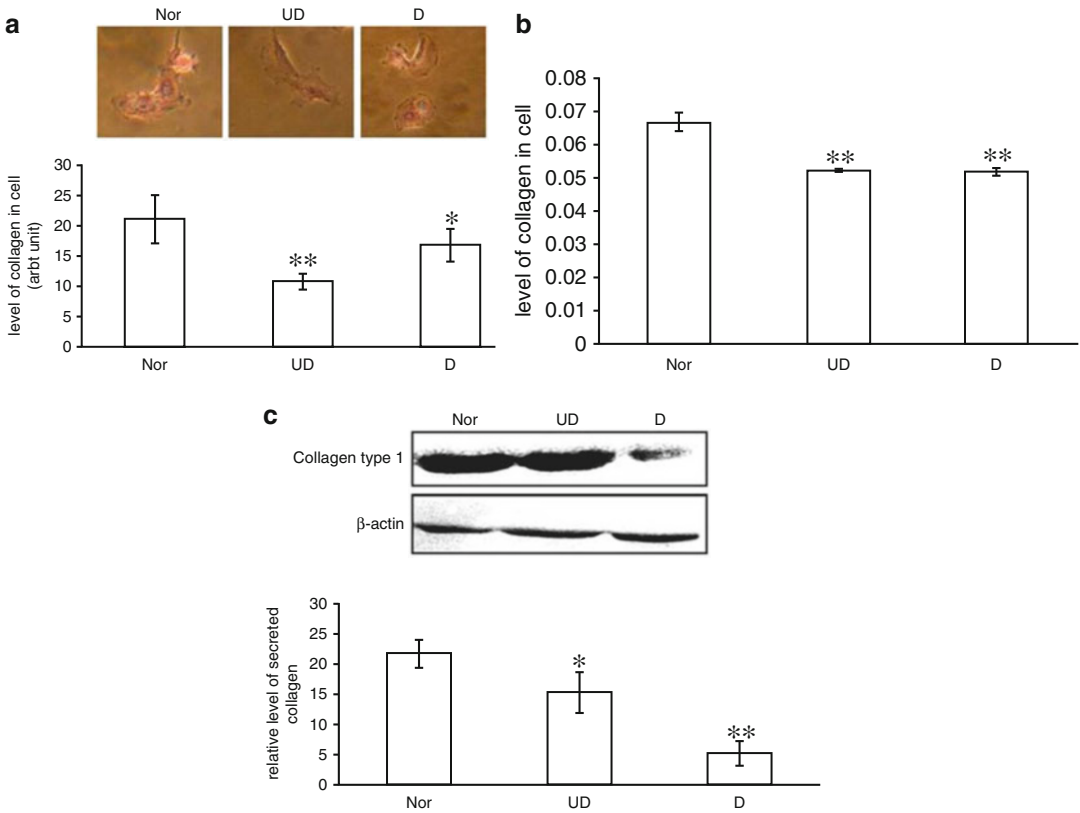 a
Nor UD D
level of collagen in cell
(arbt unit)
30
25
20
15
10
5
0
**
*
Nor UD D
b
level of collagen in cell
0.08
0.07
0.06
0.05
0.04
0.03
0.02
0.01
0
** **
Nor UD D
c
Nor UD D
Collagen type 1
β-actin
relative level of secreted
collagen
30
25
20
15
10
5
0
*
**
Nor UD D